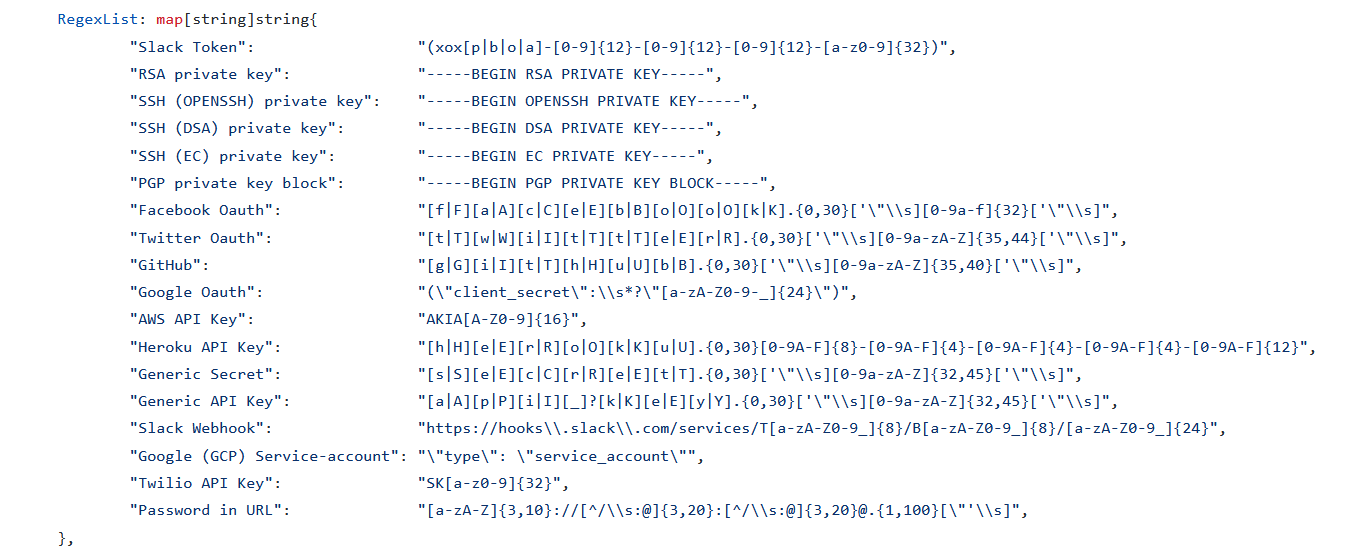 RegexList: map[string]string{
"Slack Token": "(xox[p|b|o|a]-[0-9]{12}-[0-9]{12}-[0-9]{12}-[a-z0-9]{32})",
"RSA private key": "-----BEGIN RSA PRIVATE KEY-----",
"SSH (OPENSSH) private key": "-----BEGIN OPENSSH PRIVATE KEY-----",
"SSH (DSA) private key": "-----BEGIN DSA PRIVATE KEY-----",
"SSH (EC) private key": "-----BEGIN EC PRIVATE KEY-----",
"PGP private key block": "-----BEGIN PGP PRIVATE KEY BLOCK-----",
"Facebook Oauth": "[f|F][a|A][c|C][e|E][b|B][o|O][o|O][k|K].{0,30}['\"\\s][0-9a-f]{32}['\"\\s]",
"Twitter Oauth": "[t|T][w|W][i|I][t|T][t|T][e|E][r|R].{0,30}['\"\\s][0-9a-zA-Z]{35,44}['\"\\s]",
"GitHub": "[g|G][i|I][t|T][h|H][u|U][b|B].{0,30}['\"\\s][0-9a-zA-Z]{35,40}['\"\\s]",
"Google Oauth": "(\"client_secret\":\\s*?\"[a-zA-Z0-9-_]{24}\")",
"AWS API Key": "AKIA[A-Z0-9]{16}",
"Heroku API Key": "[h|H][e|E][r|R][o|O][k|K][u|U].{0,30}[0-9A-F]{8}-[0-9A-F]{4}-[0-9A-F]{4}-[0-9A-F]{4}-[0-9A-F]{12}",
"Generic Secret": "[s|S][e|E][c|C][r|R][e|E][t|T].{0,30}['\"\\s][0-9a-zA-Z]{32,45}['\"\\s]",
"Generic API Key": "[a|A][p|P][i|I][_]?[k|K][e|E][y|Y].{0,30}['\"\\s][0-9a-zA-Z]{32,45}['\"\\s]",
"Slack Webhook": "https://hooks\\.slack\\.com/services/T[a-zA-Z0-9_]{8}/B[a-zA-Z0-9_]{8}/[a-zA-Z0-9_]{24}",
"Google (GCP) Service-account": "\"type\": \"service_account\"",
"Twilio API Key": "SK[a-z0-9]{32}",
"Password in URL": "[a-zA-Z]{3,10}://[^/\\s:@]{3,20}:[^/\\s:@]{3,20}@.{1,100}[\"'\\s]",
},